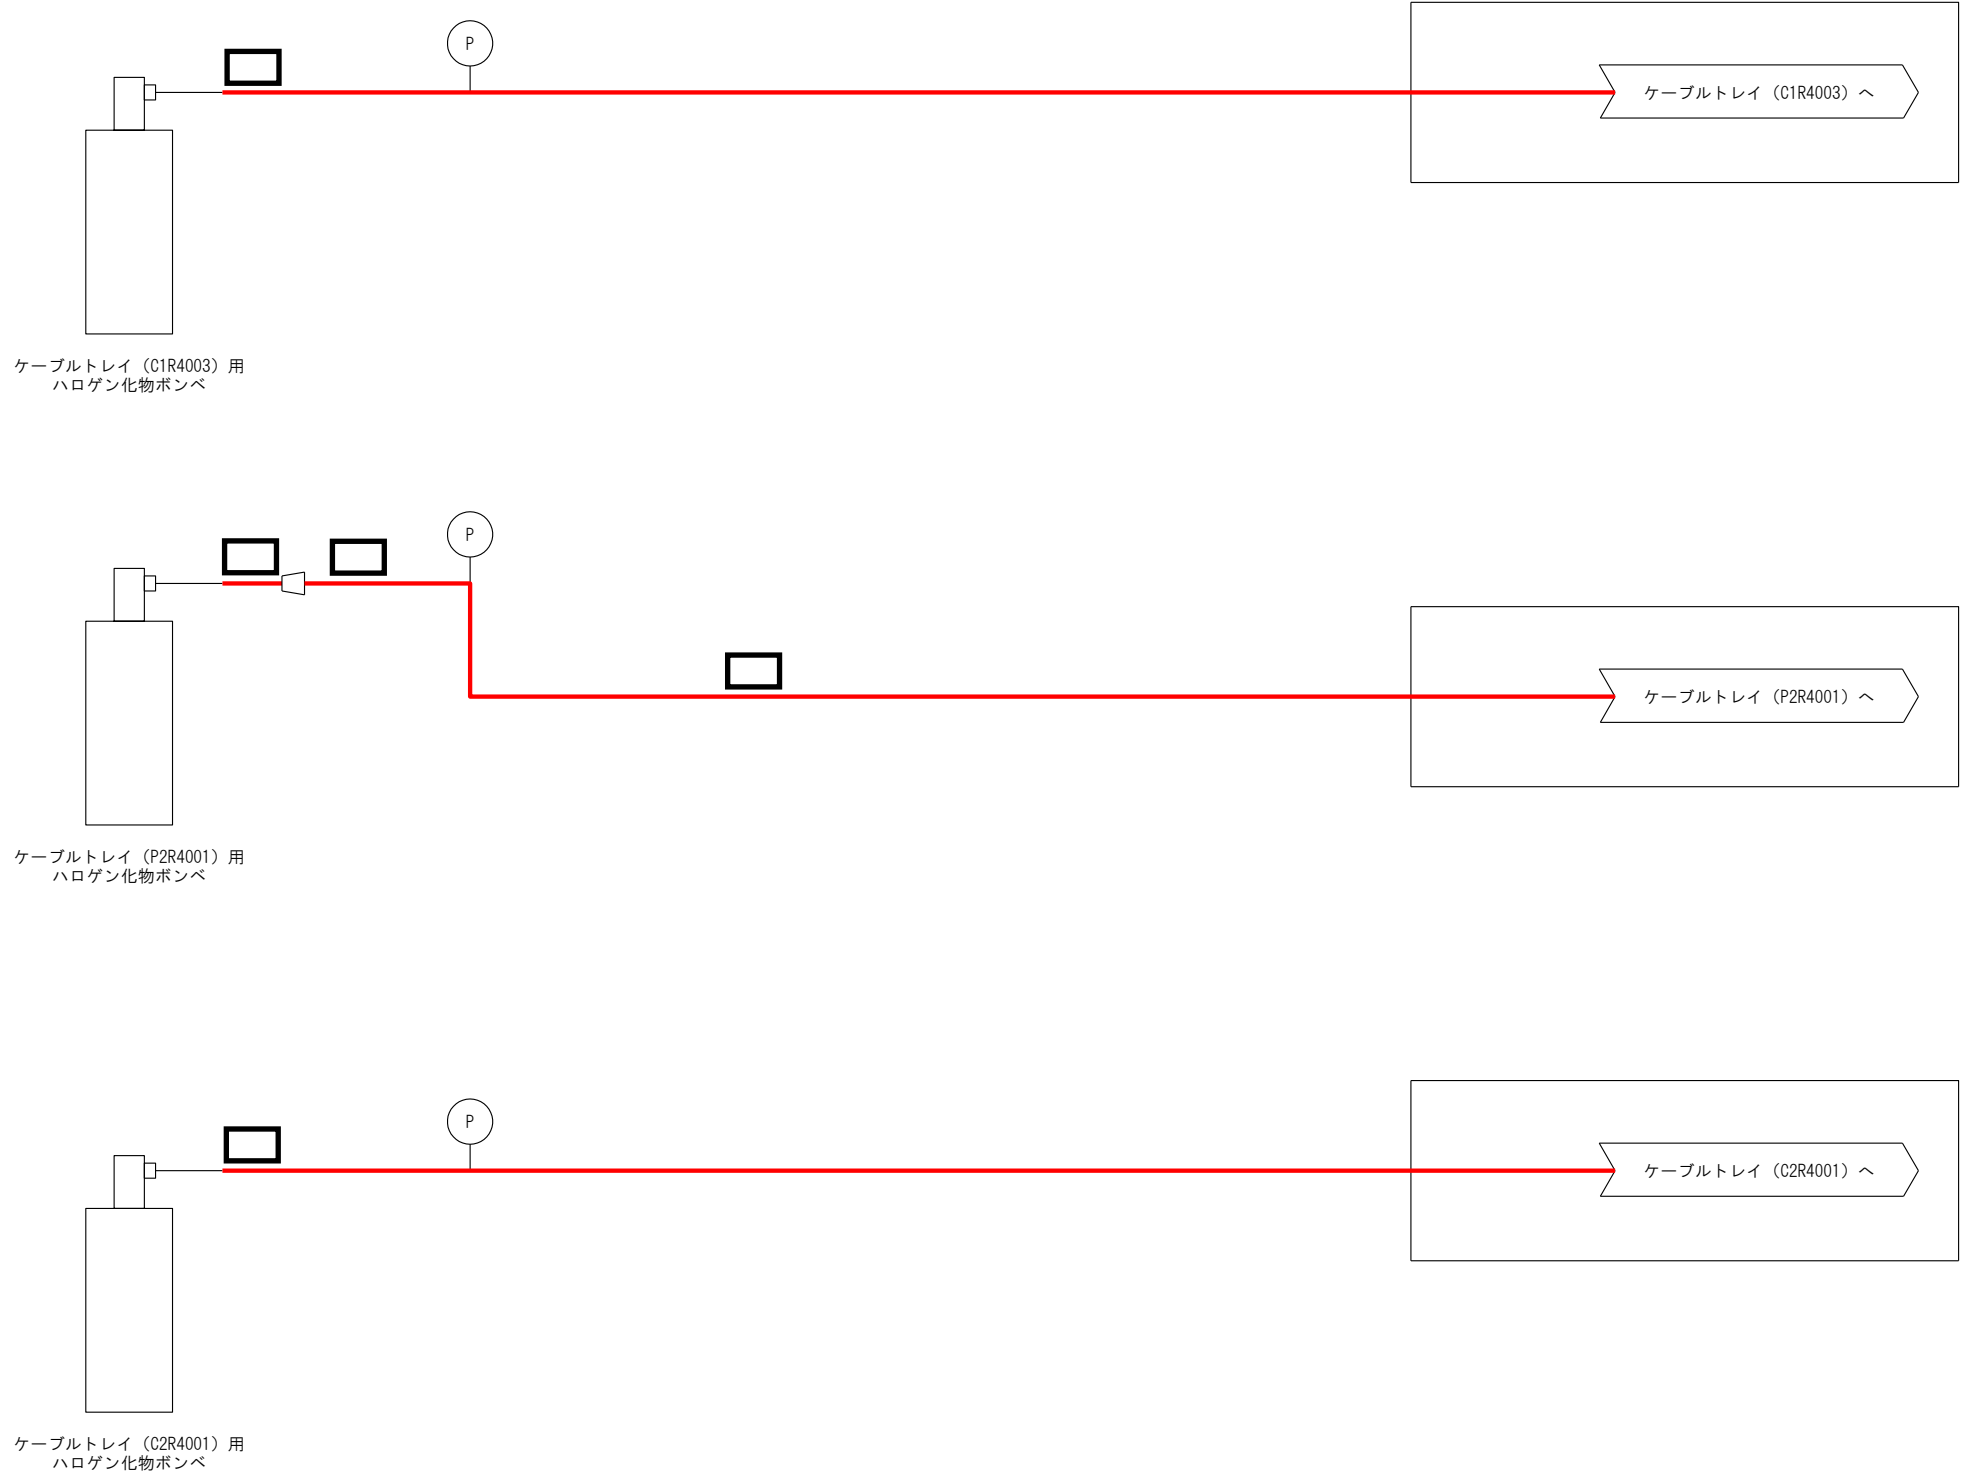 P
ケーブルトレイ（C1R4003）へ
ケーブルトレイ（C1R4003）用
ハロゲン化物ボンベ
P
ケーブルトレイ（P2R4001）へ
ケーブルトレイ（P2R4001）用
ハロゲン化物ボンベ
P
ケーブルトレイ（C2R4001）へ
ケーブルトレイ（C2R4001）用
ハロゲン化物ボンベ